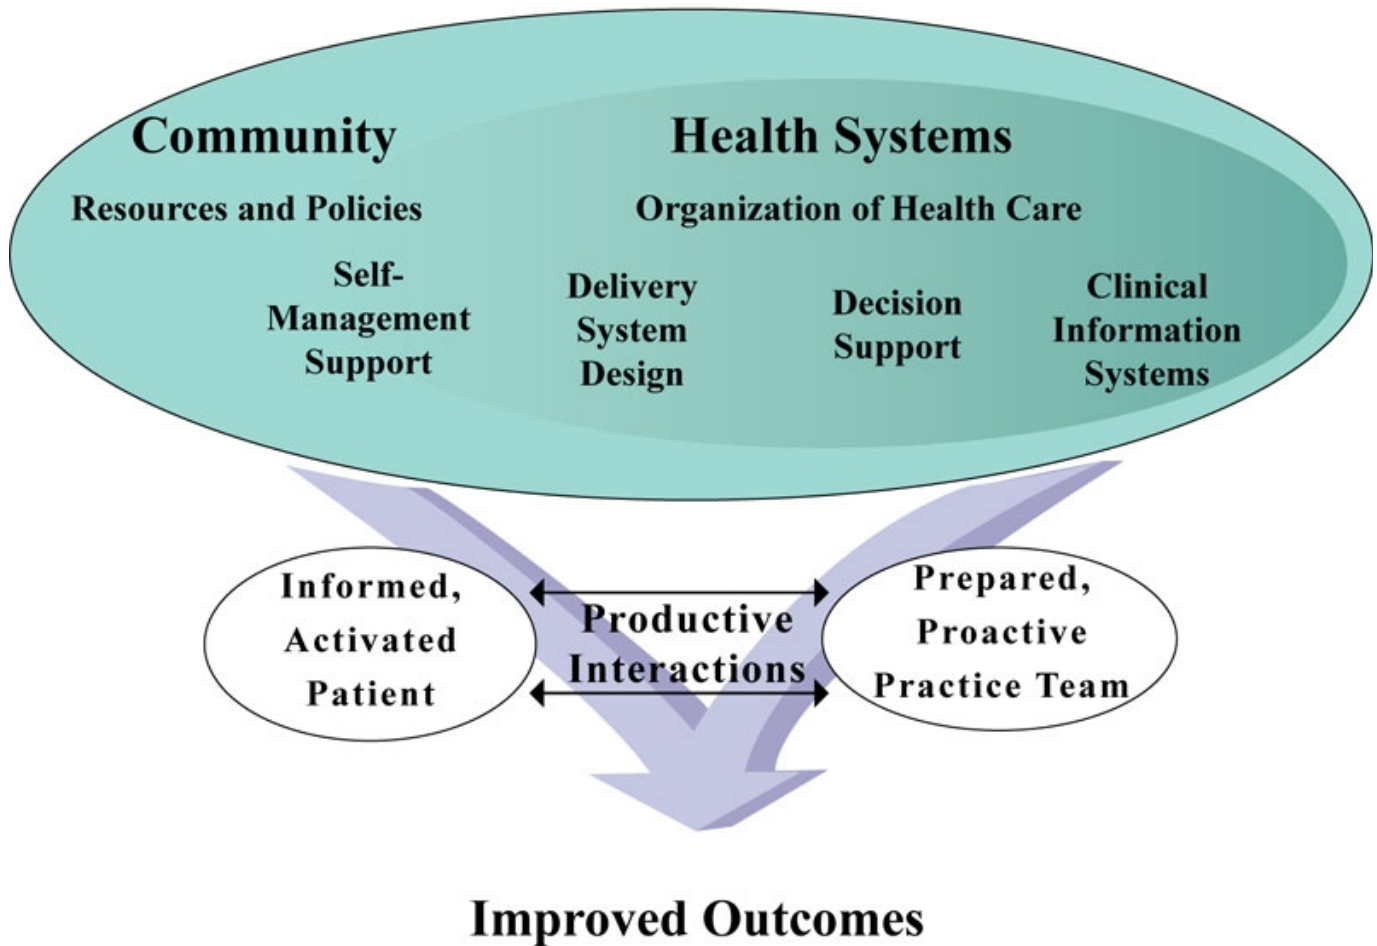 Community
Health Systems
Resources and Policies
Organization of Health Care
Self-
Management
Support
Delivery
System
Design
Decision
Support
Clinical
Information
Systems
Informed,
Activated
Patient
Productive
Interactions
Prepared,
Proactive
Practice Team
Improved Outcomes